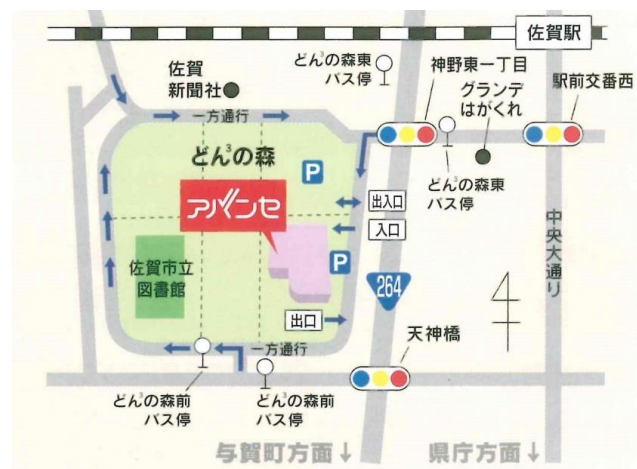 佐賀駅
どん³の森東
バス停
神野東一丁目
佐賀
新聞社
グランデ
はがくれ
駅前交番西
一方通行
どん³の森
P
どん³の森東
バス停
アバンセ
出入口
入口
中央大通り
佐賀市立
図書館
P
264
出口
天神橋
一方通行
どん³の森前
バス停
どん³の森前
バス停
与賀町方面↓
県庁方面↓